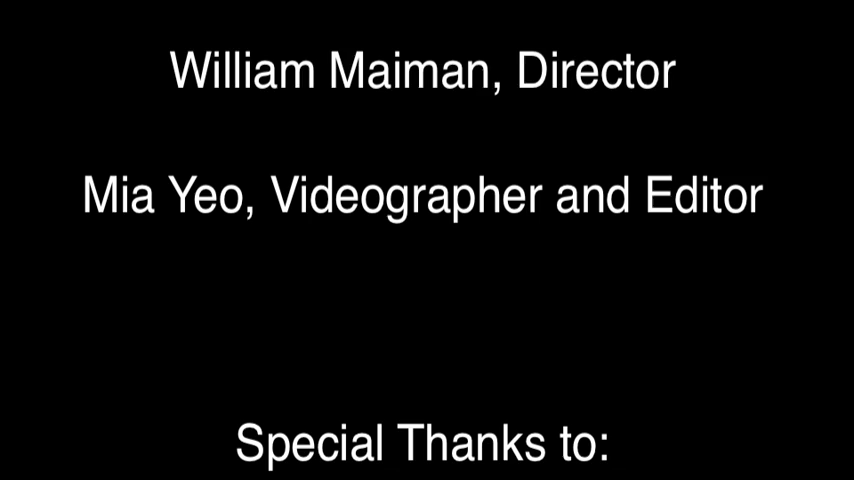 William Maiman, Director
Mia Yeo, Videographer and Editor
Special Thanks to: